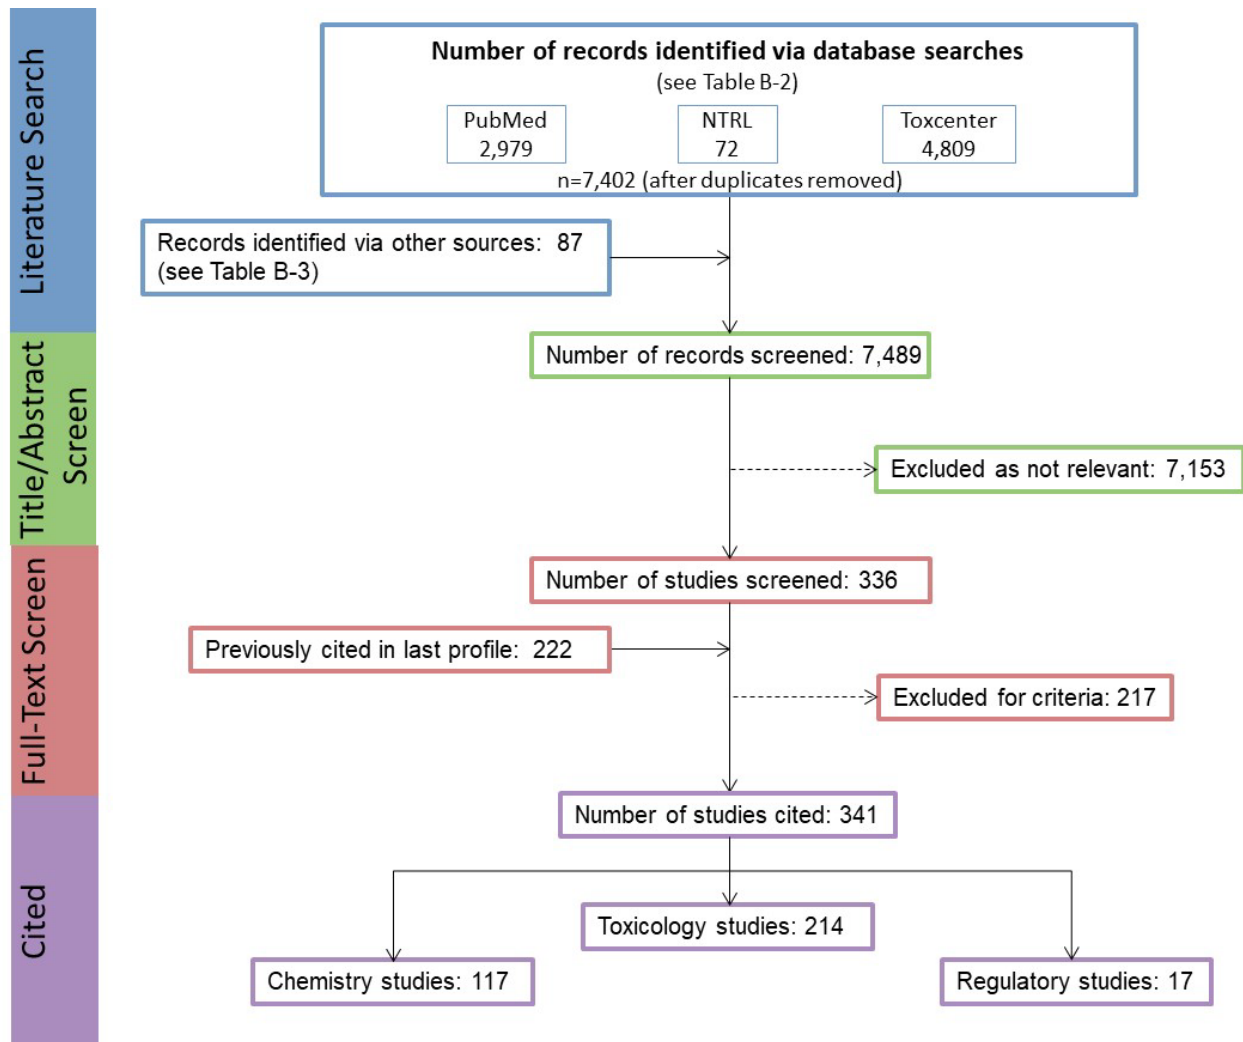 Literature Search
Number of records identified via database searches
(see Table B-2)
PubMed
2,979
NTRL
72
Toxcenter
4,809
n=7,402 (after duplicates removed)
Records identified via other sources: 87
(see Table B-3)
Title/Abstract
Screen
Number of records screened: 7,489
Excluded as not relevant: 7,153
Full-Text Screen
Number of studies screened: 336
Previously cited in last profile: 222
Excluded for criteria: 217
Cited
Number of studies cited: 341
Toxicology studies: 214
Chemistry studies: 117
Regulatory studies: 17